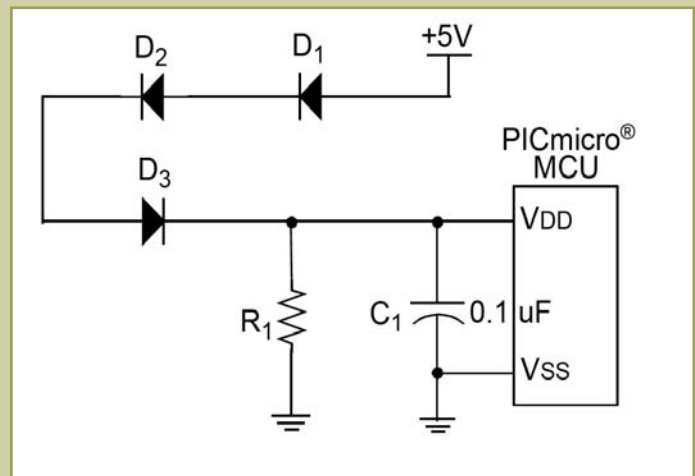 D₂
D₁
+5V
PICmicro®
MCU
D₃
VDD
R₁
C₁
0.1 uF
VSS